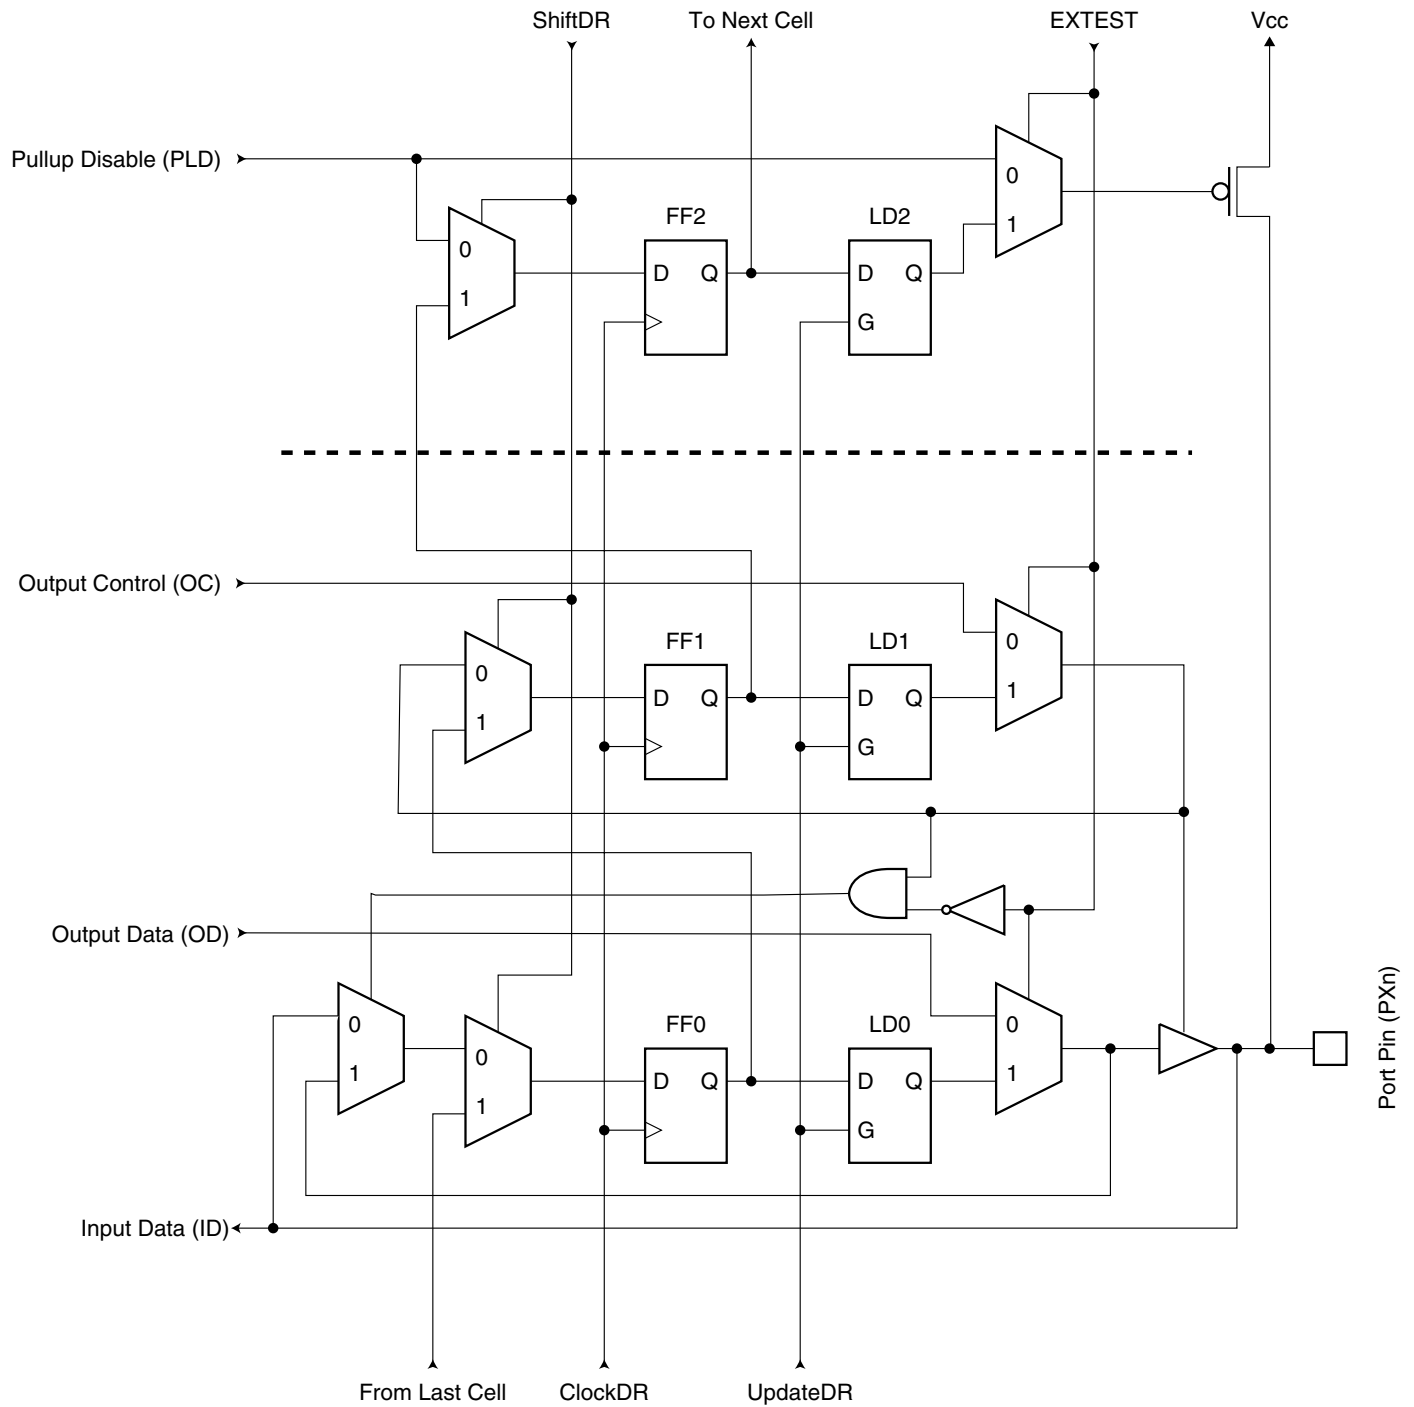 ShiftDR To Next Cell EXTEST Vcc
Pullup Disable (PLD)
0
1
FF2 LD2
0
1
D Q D Q
G
Output Control (OC)
FF1 LD1
0
1
0
1
D Q D Q
G
Output Data (OD)
Port Pin (PXn)
FF0 LD0
0
1
0
1
0
1
D Q D Q
G
Input Data (ID)
From Last Cell ClockDR UpdateDR